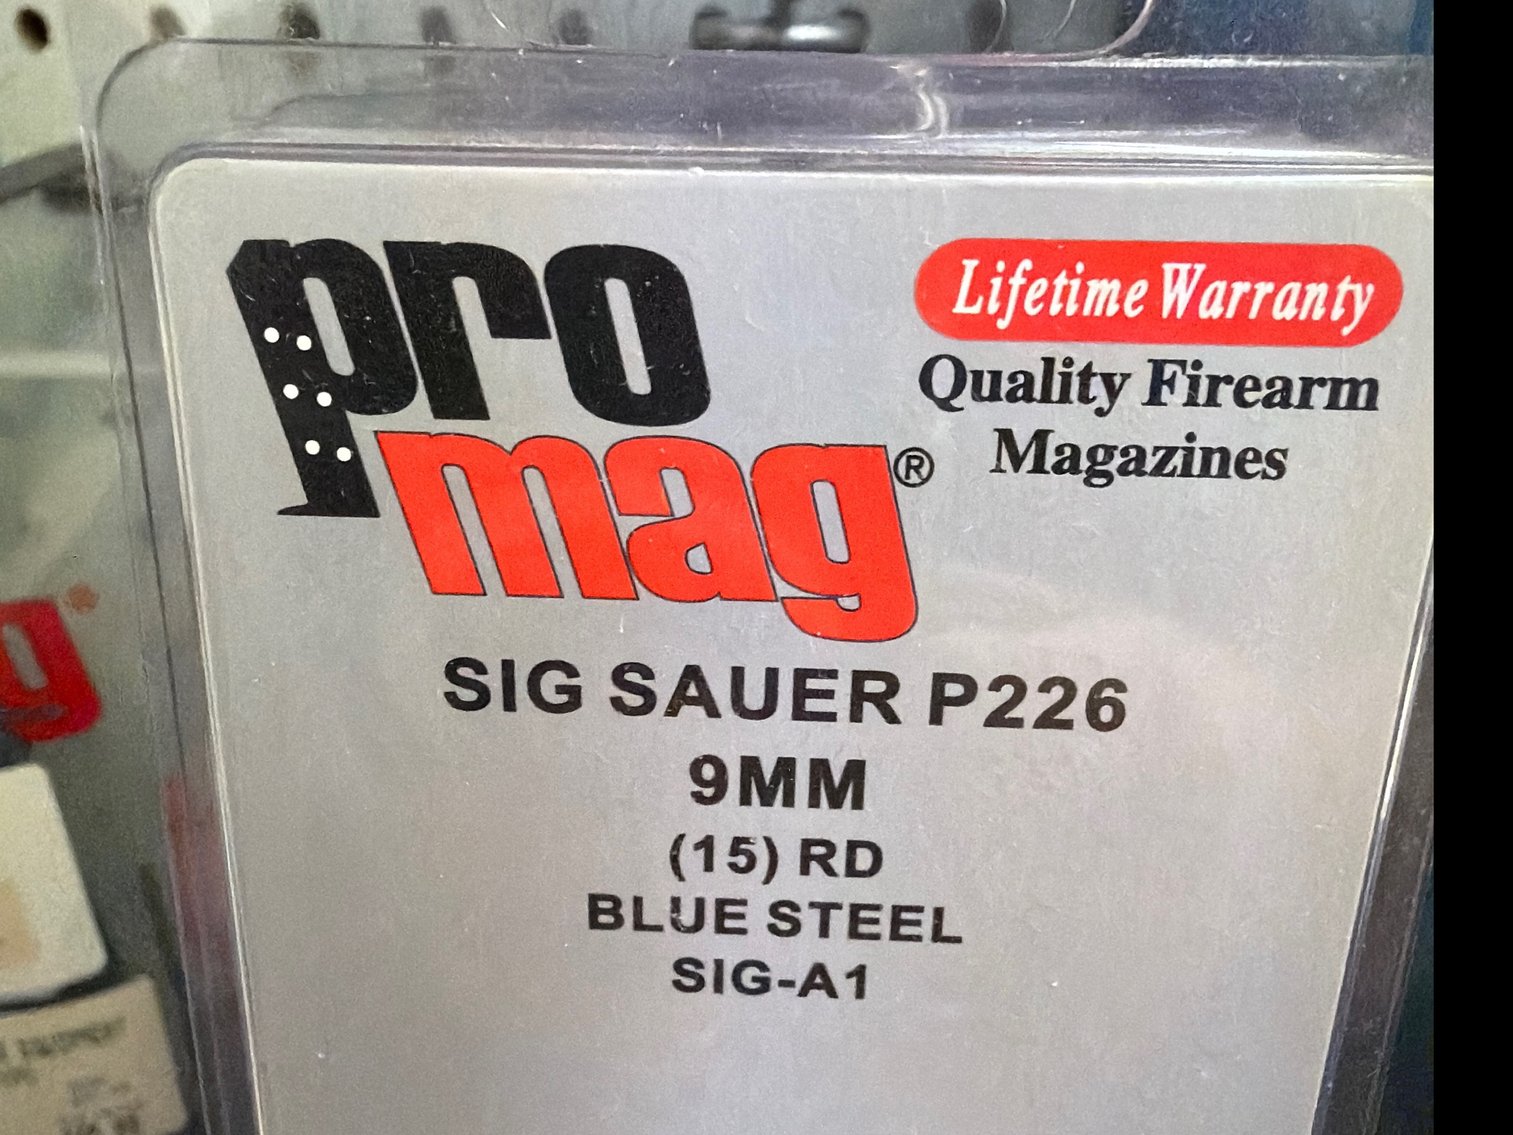 pro
mag®
Lifetime Warranty
Quality Firearm
Magazines
SIG SAUER P226
9MM
(15) RD
BLUE STEEL
SIG-A1
g